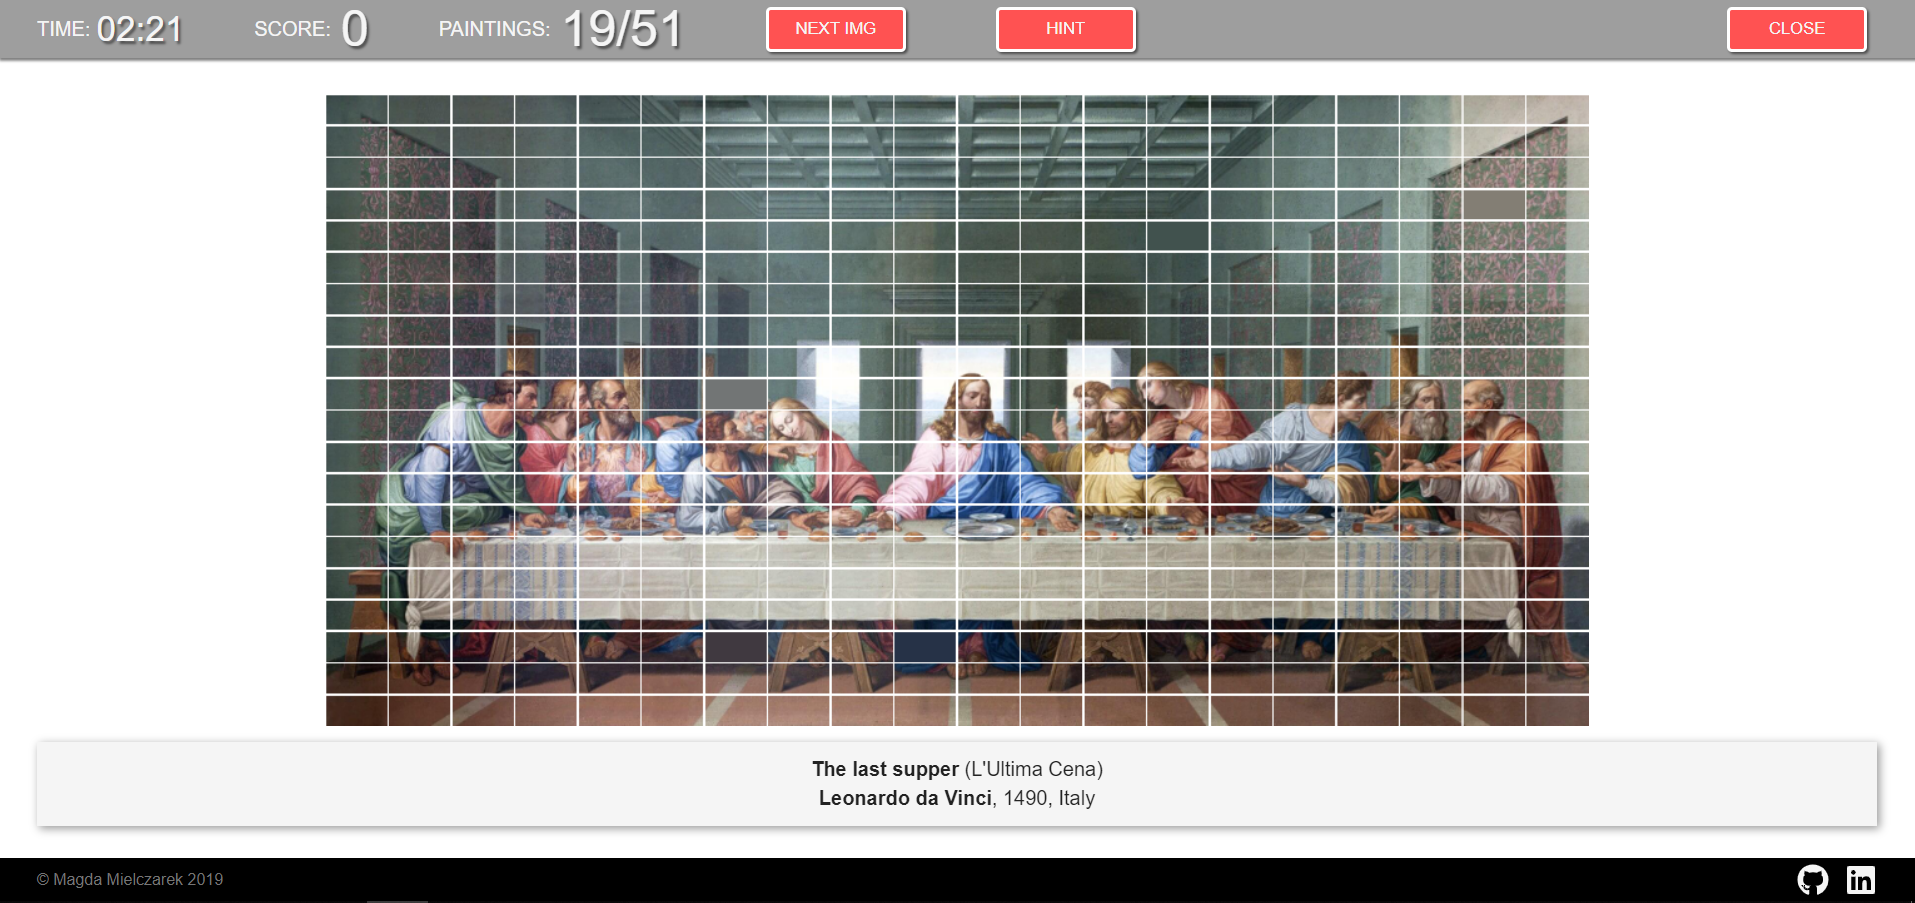 TIME: 02:21 SCORE: 0 PAINTINGS: 19/51 NEXT IMG HINT CLOSE
The last supper (L'Ultima Cena)
Leonardo da Vinci, 1490, Italy
© Magda Mielczarek 2019
in